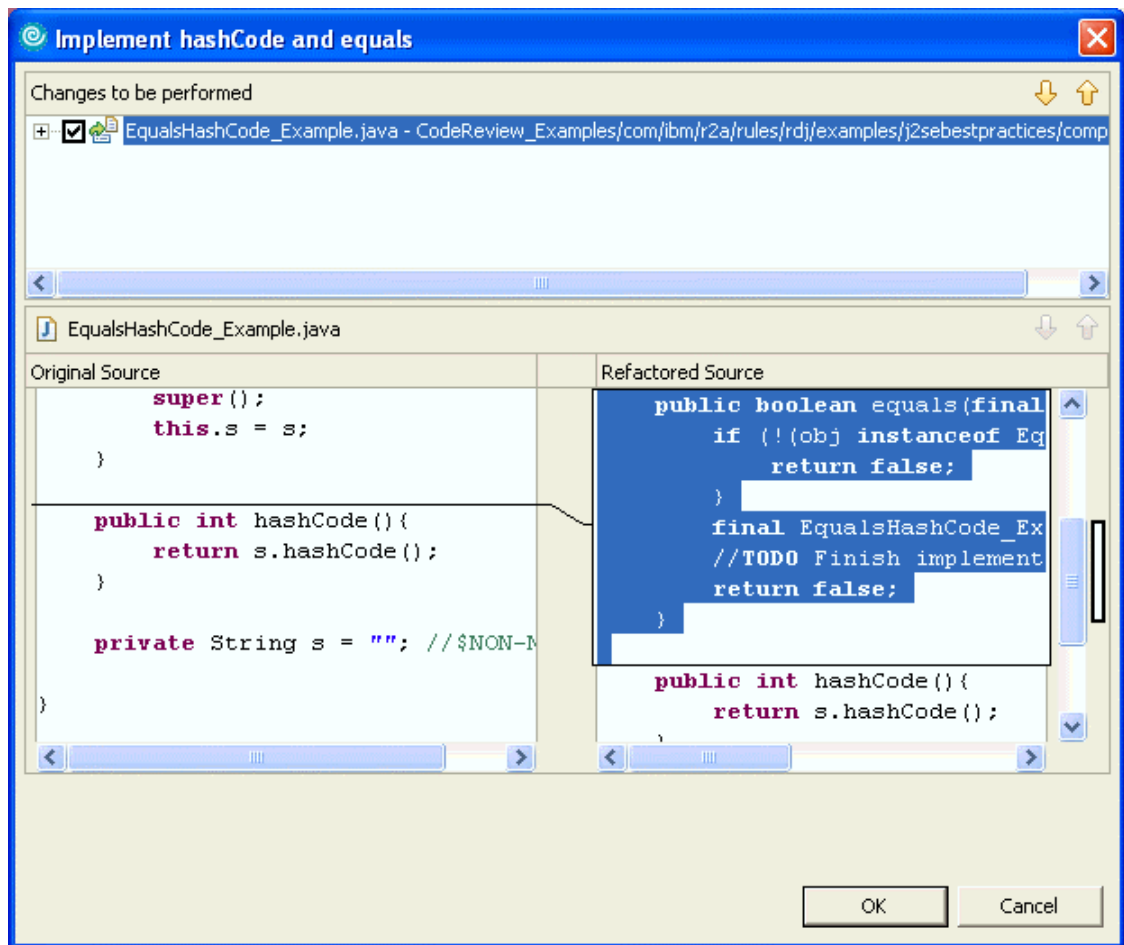 Implement hashCode and equals
Changes to be performed
EqualsHashCode_Example.java - CodeReview_Examples/com/ibm/r2a/rules/rdj/examples/j2sebestpractices/comp
EqualsHashCode_Example.java
Original Source
super();
this.s = s;
}
public int hashCode(){
return s.hashCode();
}
private String s = ""; //$NON-N
}
Refactored Source
public boolean equals(final
if (!(obj instanceof Eq
return false;
}
final EqualsHashCode_Ex
//TODO Finish implement
return false;
}
public int hashCode(){
return s.hashCode();
}
OK
Cancel